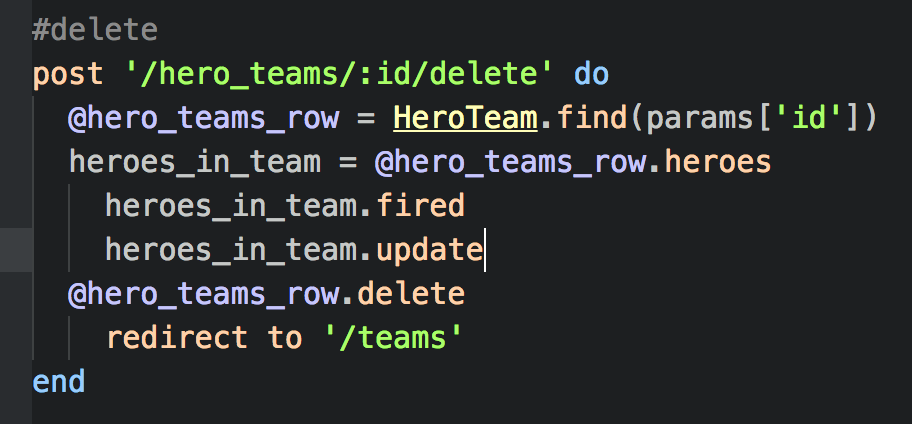 #delete
post '/hero_teams/:id/delete' do
  @hero_teams_row = HeroTeam.find(params['id'])
  heroes_in_team = @hero_teams_row.heroes
    heroes_in_team.fired
    heroes_in_team.update
  @hero_teams_row.delete
    redirect to '/teams'
end